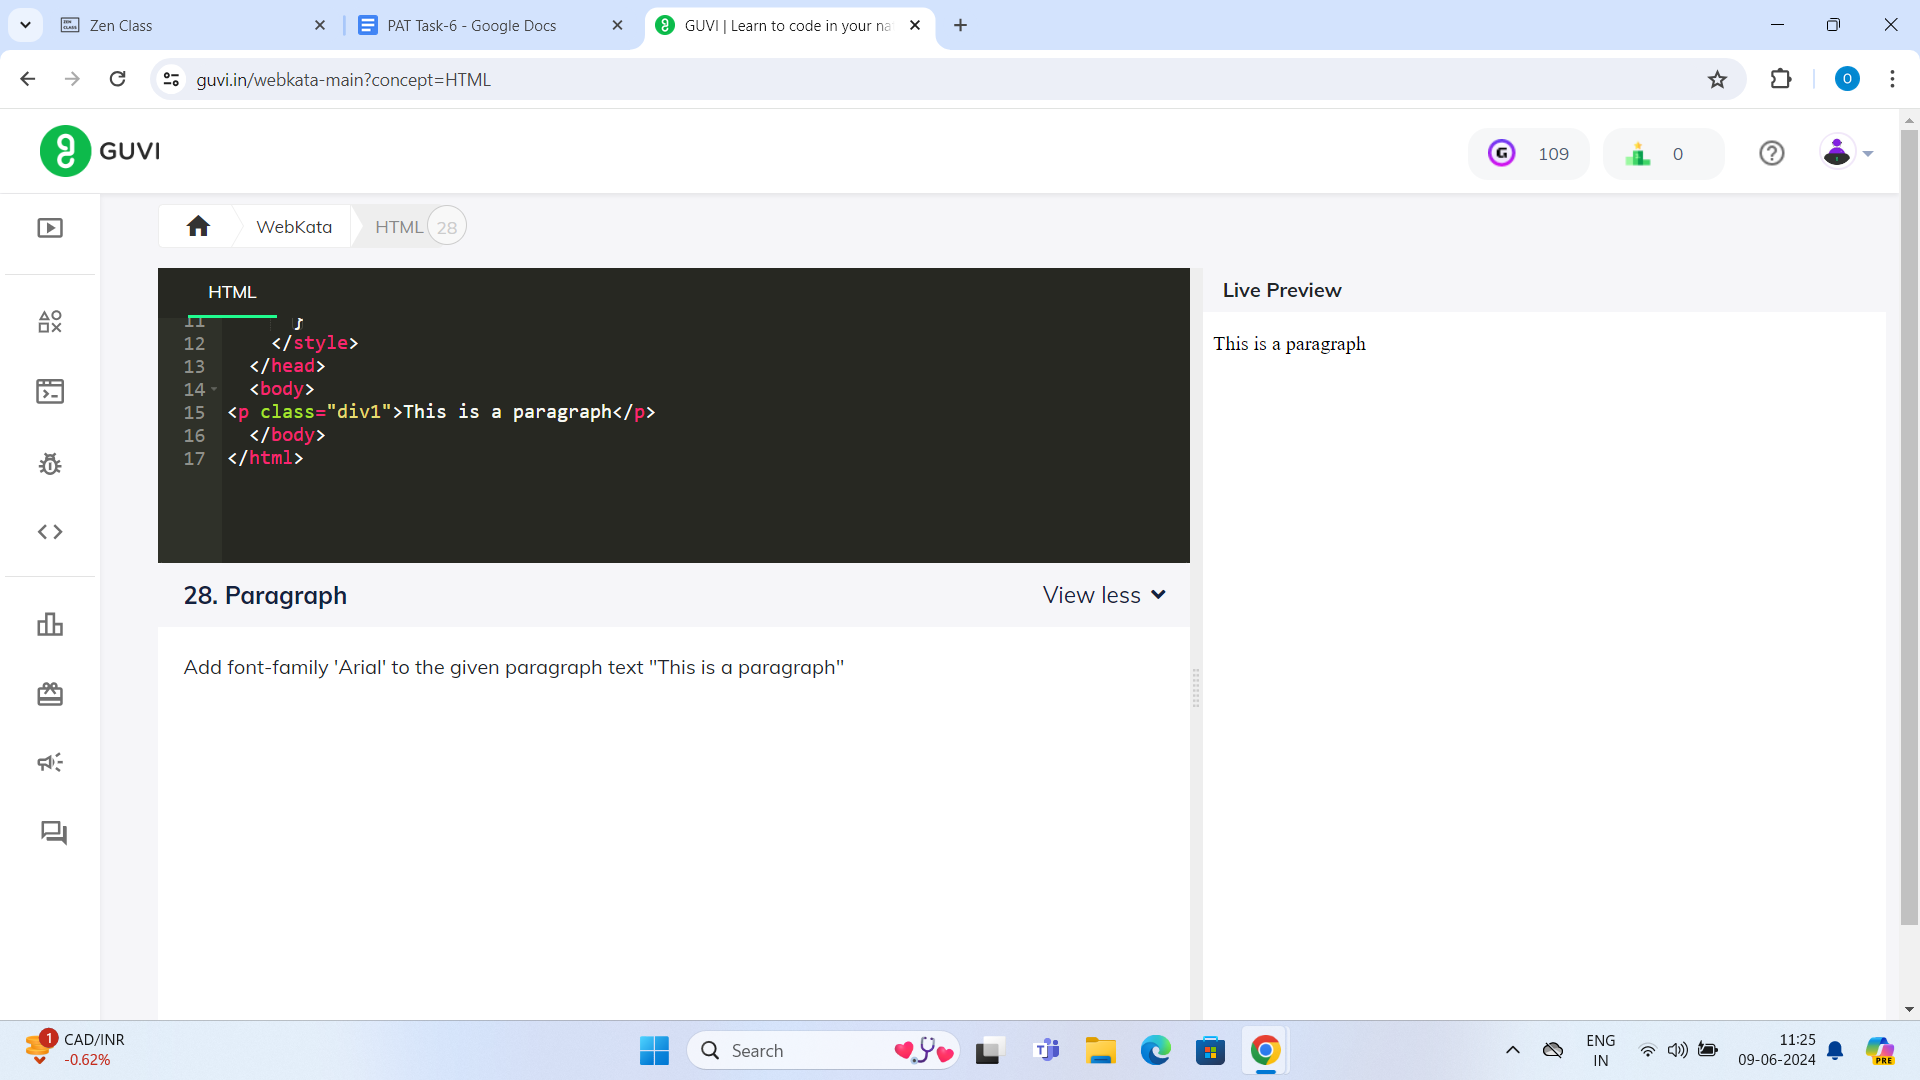 Zen Class
PAT Task-6 - Google Docs
GUVI | Learn to code in your na
guvi.in/webkata-main?concept=HTML
O
GUVI
G
109
0
WebKata
HTML
28
HTML
Live Preview
11 }
12 </style>
13 </head>
14 <body>
15 <p class="div1">This is a paragraph</p>
16 </body>
17 </html>
This is a paragraph
28. Paragraph
View less
Add font-family 'Arial' to the given paragraph text "This is a paragraph"
1
CAD/INR
-0.62%
Search
ENG
IN
11:25
09-06-2024
PRE